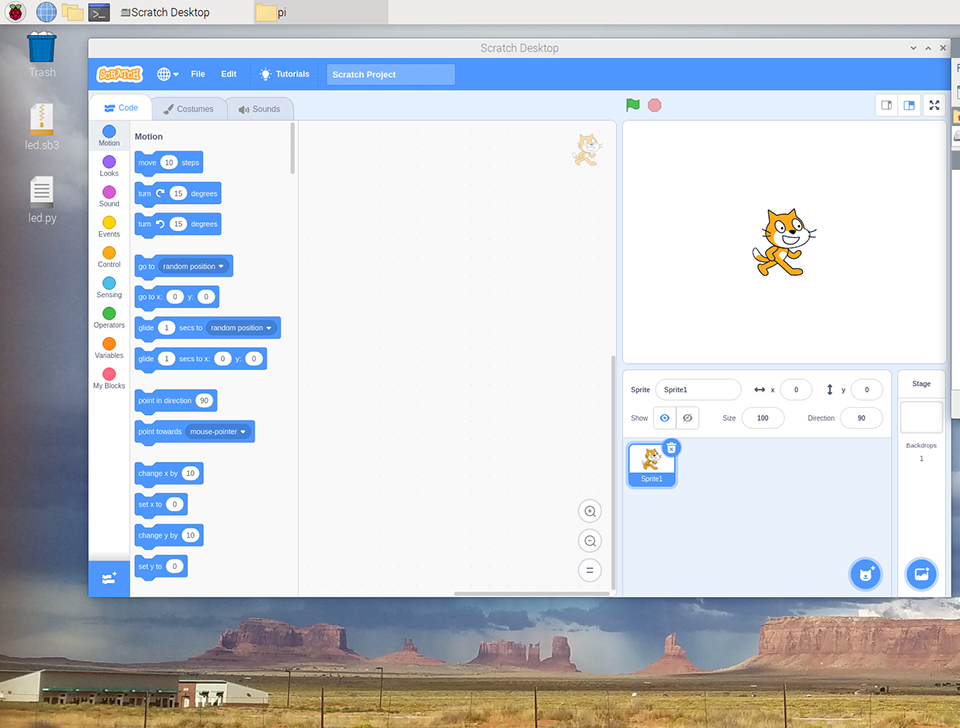 Scratch Desktop
pi
Trash
led.sb3
led.py
Scratch Desktop
SCRATCH
File
Edit
Tutorials
Scratch Project
Code
Costumes
Sounds
Motion
Looks
Sound
Events
Control
Sensing
Operators
Variables
My Blocks
Motion
move 10 steps
turn 15 degrees
turn 15 degrees
go to random position
go to x: 0 y: 0
glide 1 secs to random position
glide 1 secs to x: 0 y: 0
point in direction 90
point towards mouse-pointer
change x by 10
set x to 0
change y by 10
set y to 0
Sprite Sprite1 x 0 y 0
Show Size 100 Direction 90
Sprite1
Stage
Backdrops
1